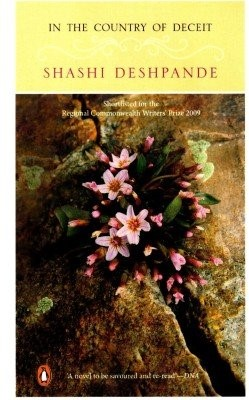 IN THE COUNTRY OF DECEIT
SHASHI DESHPANDE
Shortlisted for the
Regional Commonwealth Writers' Prize 2009
'A novel to be savoured and re-read'—DNA